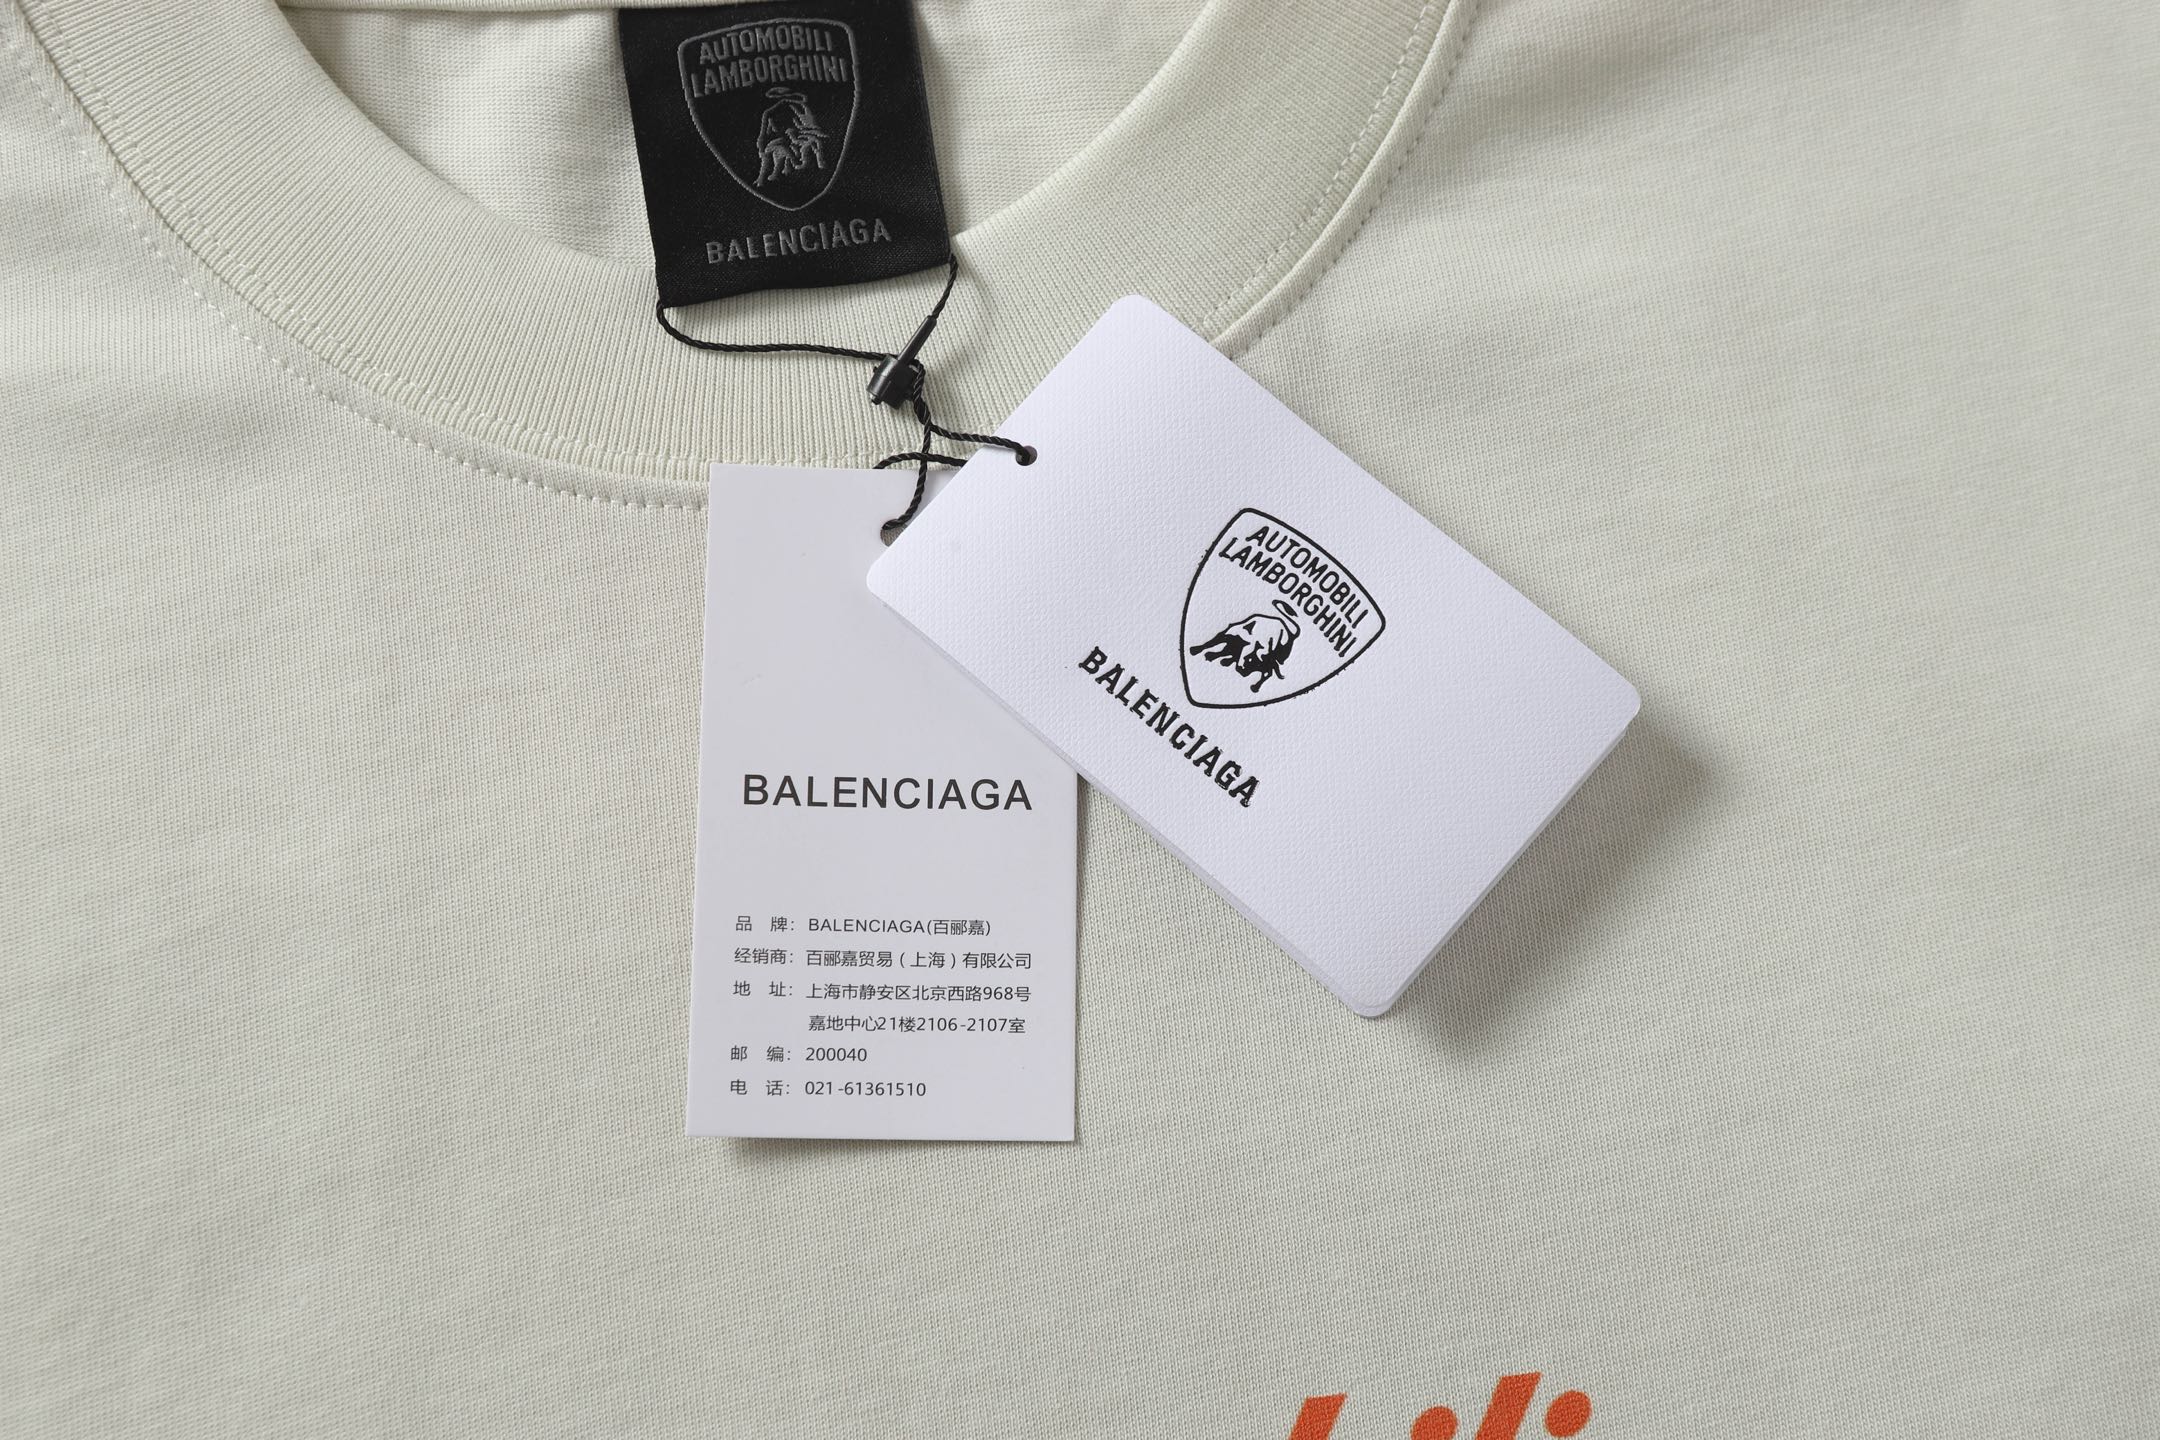 AUTOMOBILI
LAMBORGHINI
BALENCIAGA
AUTOMOBILI
LAMBORGHINI
BALENCIAGA
BALENCIAGA
品 牌: BALENCIAGA(百郦嘉)
经销商: 百郦嘉贸易(上海)有限公司
地 址: 上海市静安区北京西路968号
嘉地中心21楼2106-2107室
邮 编: 200040
电 话: 021-61361510